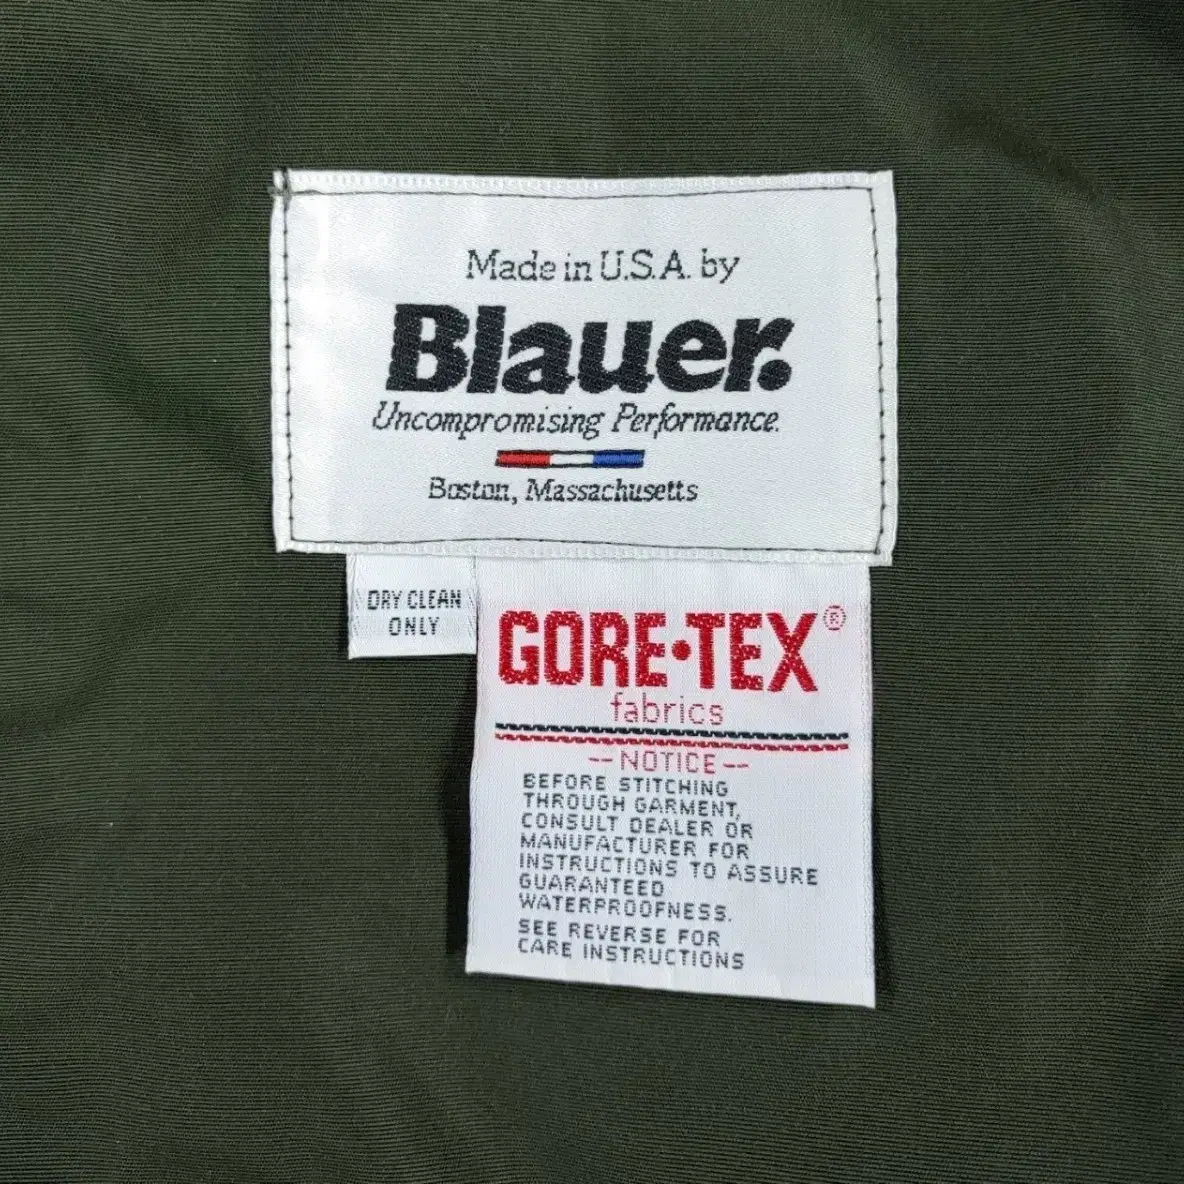 Made in U.S.A. by
Blauer.
Uncompromising Performance.
Boston, Massachusetts
DRY CLEAN
ONLY
GORE•TEX®
fabrics
--NOTICE--
BEFORE STITCHING
THROUGH GARMENT,
CONSULT DEALER OR
MANUFACTURER FOR
INSTRUCTIONS TO ASSURE
GUARANTEED
WATERPROOFNESS.
SEE REVERSE FOR
CARE INSTRUCTIONS